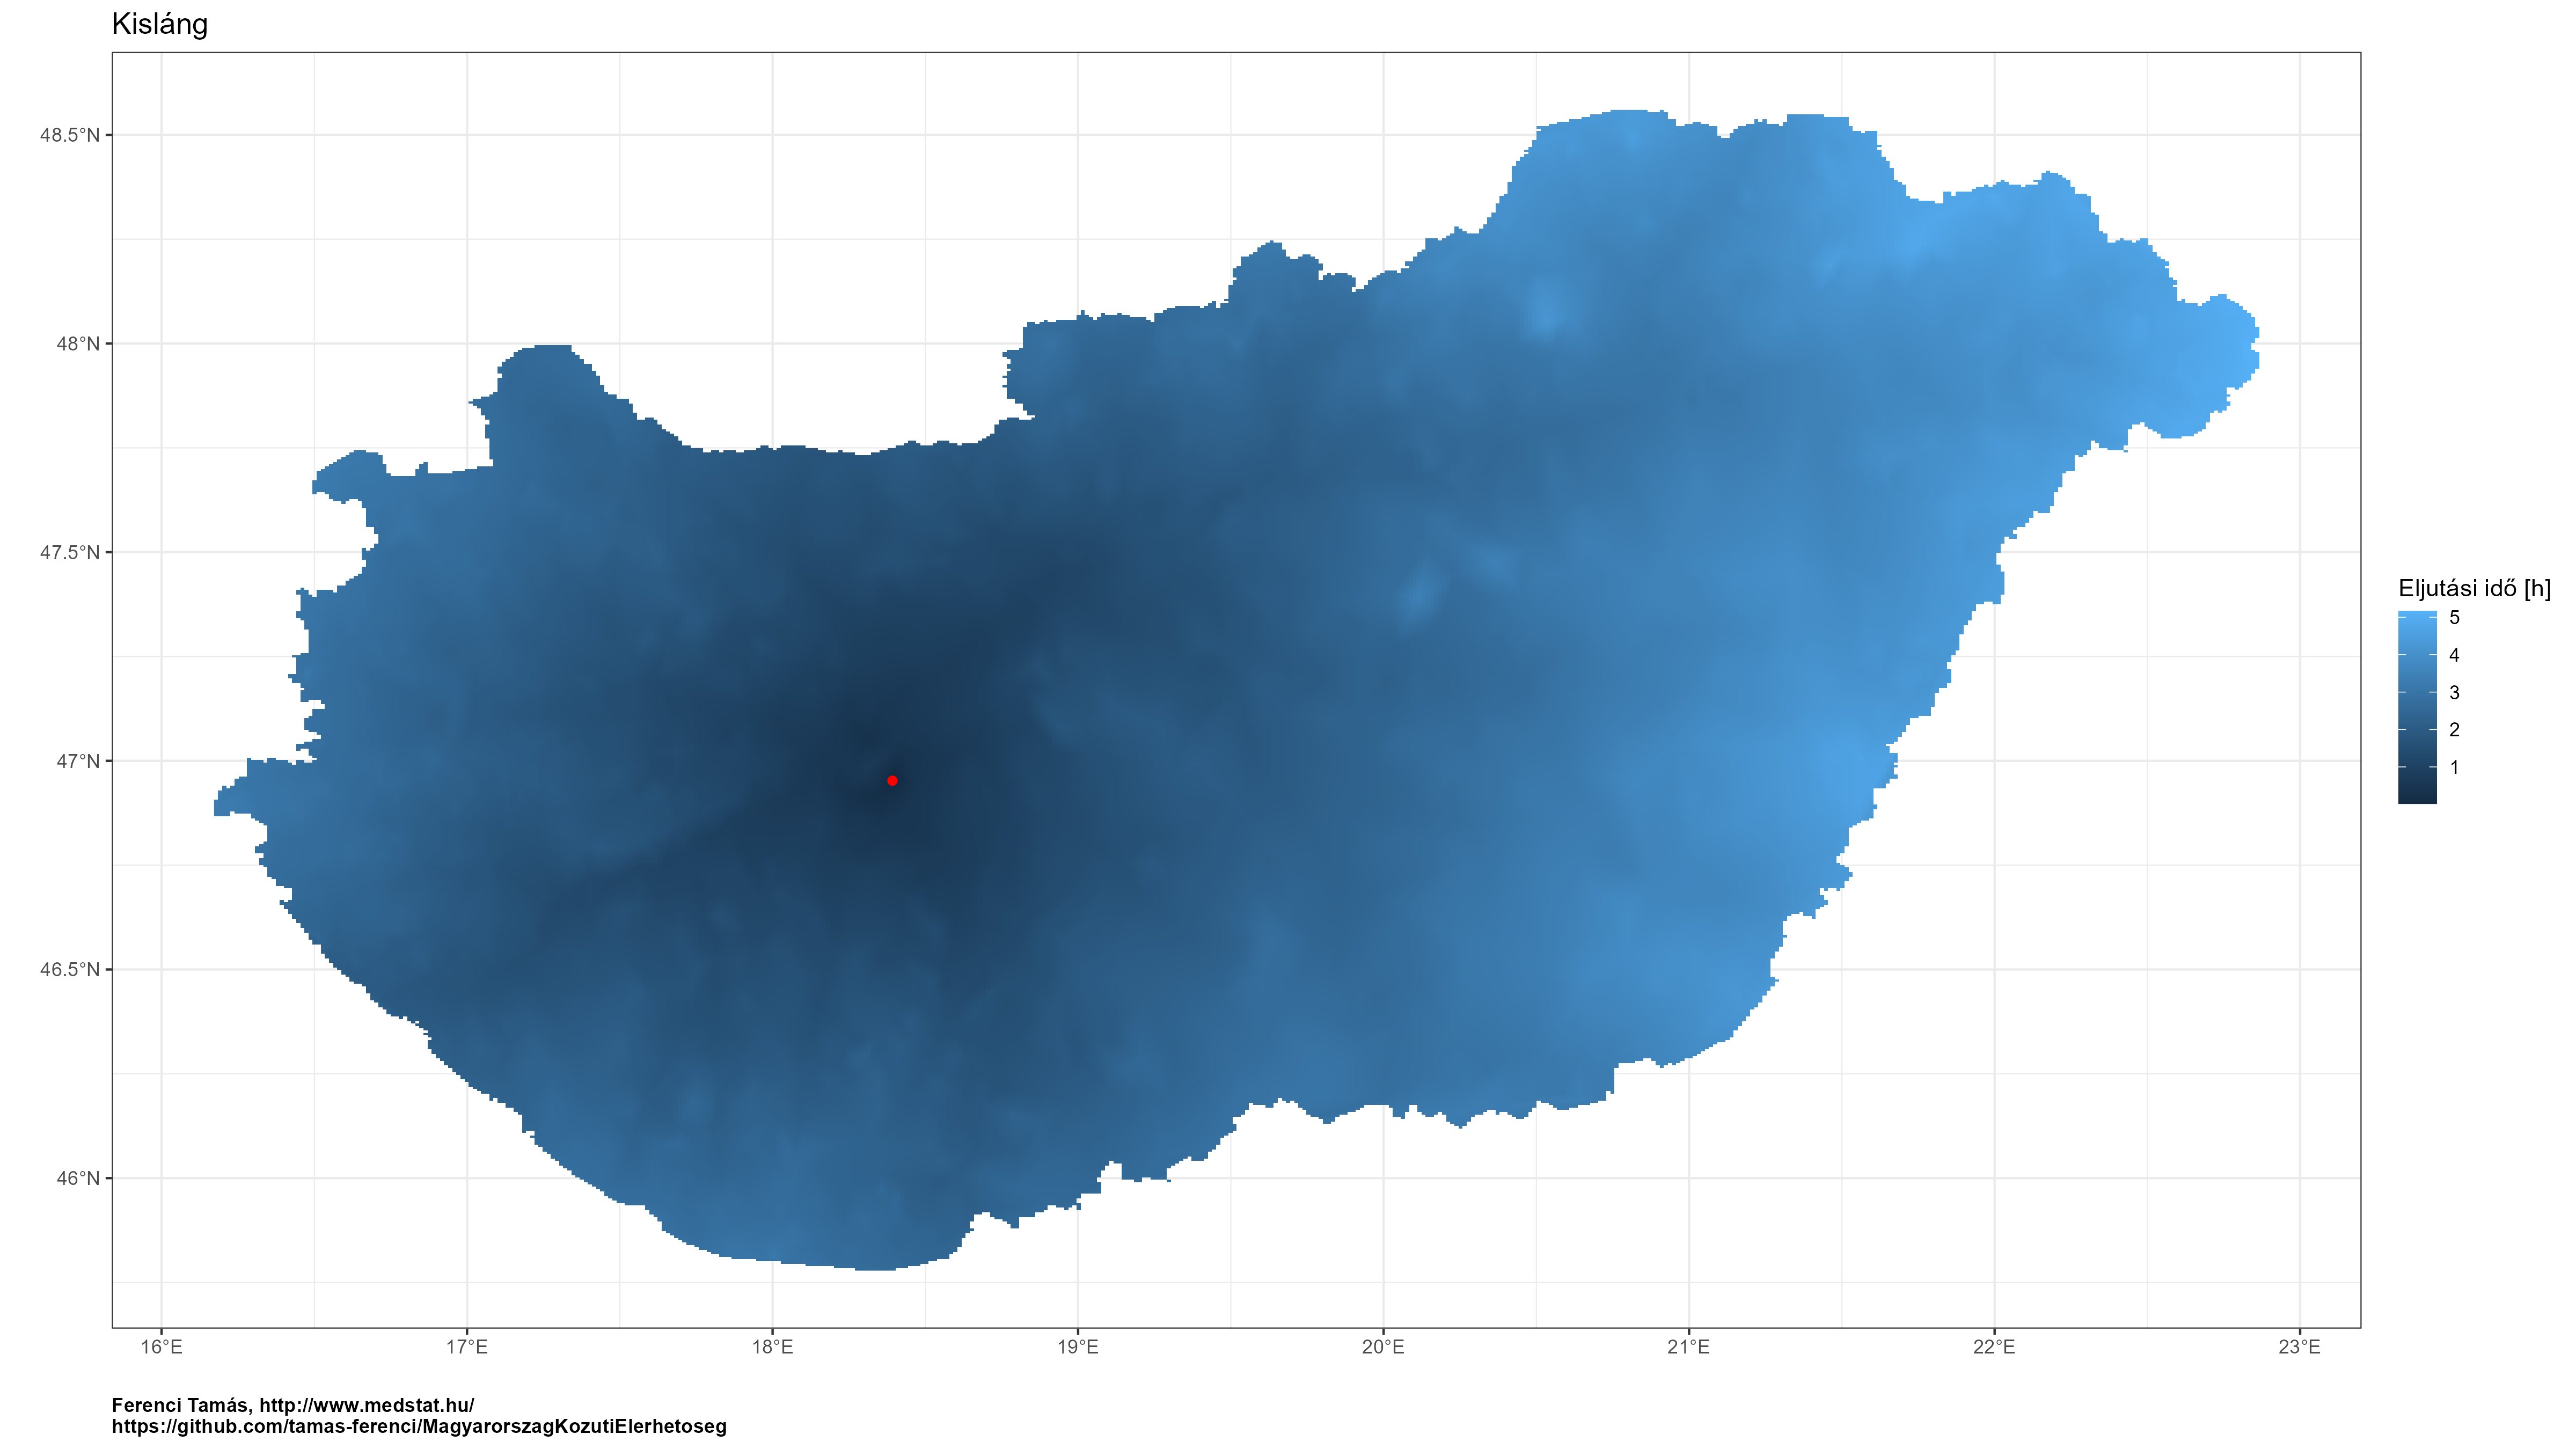 Kisláng
48.5°N
48°N
47.5°N
47°N
46.5°N
46°N
16°E
17°E
18°E
19°E
20°E
21°E
22°E
23°E
Eljutási idő [h]
5
4
3
2
1
Ferenci Tamás, http://www.medstat.hu/
https://github.com/tamas-ferenci/MagyarorszagKozutiElerhetoseg